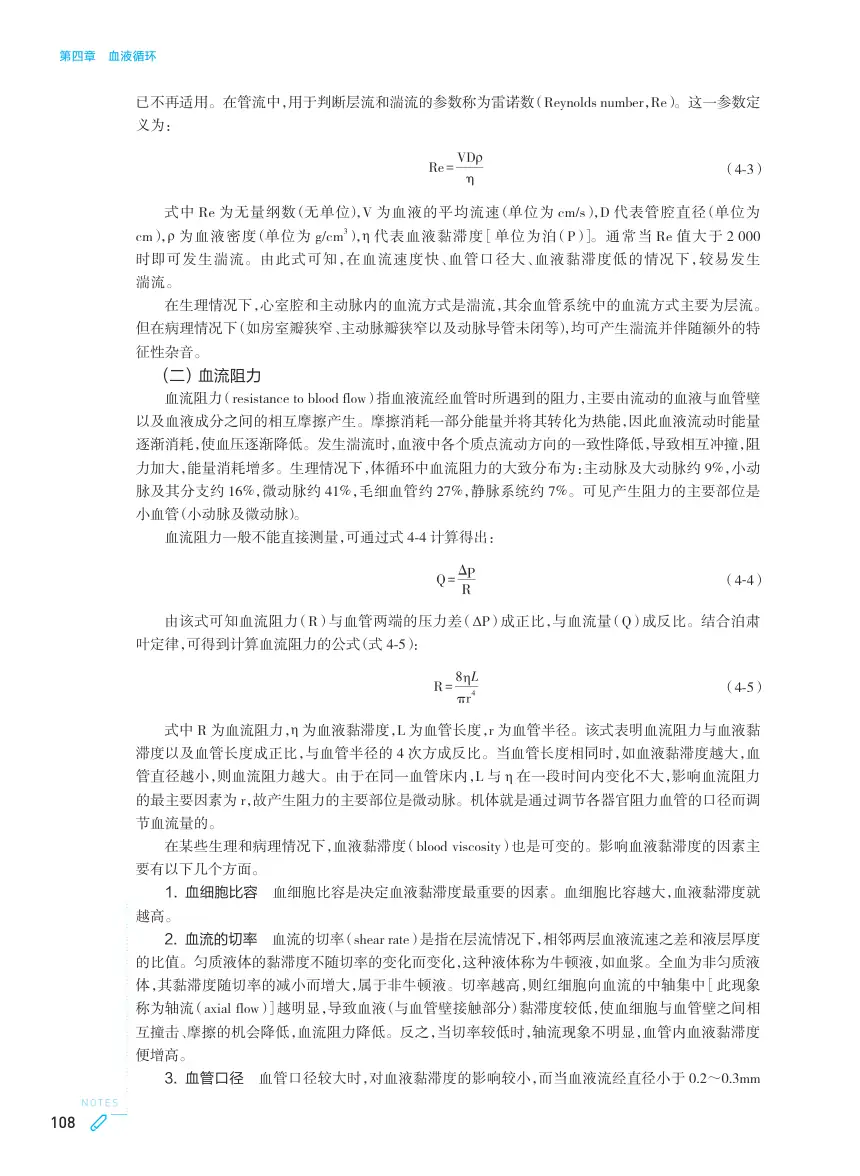 第四章　血液循环
已不再适用。在管流中,用于判断层流和湍流的参数称为雷诺数(Reynolds number,Re)。这一参数定
义为:
Re=VDρ/η （4-3）
式中 Re 为无量纲数(无单位),V 为血液的平均流速(单位为 cm/s),D 代表管腔直径(单位为
cm),ρ 为血液密度(单位为 g/cm³),η 代表血液黏滞度[单位为泊(P)]。通常当 Re 值大于 2 000
时即可发生湍流。由此式可知,在血流速度快、血管口径大、血液黏滞度低的情况下,较易发生
湍流。
在生理情况下,心室腔和主动脉内的血流方式是湍流,其余血管系统中的血流方式主要为层流。
但在病理情况下(如房室瓣狭窄、主动脉瓣狭窄以及动脉导管未闭等),均可产生湍流并伴随额外的特
征性杂音。
(二) 血流阻力
血流阻力(resistance to blood flow)指血液流经血管时所遇到的阻力,主要由流动的血液与血管壁
以及血液成分之间的相互摩擦产生。摩擦消耗一部分能量并将其转化为热能,因此血液流动时能量
逐渐消耗,使血压逐渐降低。发生湍流时,血液中各个质点流动方向的一致性降低,导致相互冲撞,阻
力加大,能量消耗增多。生理情况下,体循环中血流阻力的大致分布为:主动脉及大动脉约 9%,小动
脉及其分支约 16%,微动脉约 41%,毛细血管约 27%,静脉系统约 7%。可见产生阻力的主要部位是
小血管(小动脉及微动脉)。
血流阻力一般不能直接测量,可通过式 4-4 计算得出:
Q=ΔP/R （4-4）
由该式可知血流阻力(R)与血管两端的压力差(ΔP)成正比,与血流量(Q)成反比。结合泊肃
叶定律,可得到计算血流阻力的公式(式 4-5):
R=8ηL/πr⁴ （4-5）
式中 R 为血流阻力,η 为血液黏滞度,L 为血管长度,r 为血管半径。该式表明血流阻力与血液黏
滞度以及血管长度成正比,与血管半径的 4 次方成反比。当血管长度相同时,如血液黏滞度越大,血
管直径越小,则血流阻力越大。由于在同一血管床内,L 与 η 在一段时间内变化不大,影响血流阻力
的最主要因素为 r,故产生阻力的主要部位是微动脉。机体就是通过调节各器官阻力血管的口径而调
节血流量的。
在某些生理和病理情况下,血液黏滞度(blood viscosity)也是可变的。影响血液黏滞度的因素主
要有以下几个方面。
1. 血细胞比容　血细胞比容是决定血液黏滞度最重要的因素。血细胞比容越大,血液黏滞度就
越高。
2. 血流的切率　血流的切率(shear rate)是指在层流情况下,相邻两层血液流速之差和液层厚度
的比值。匀质液体的黏滞度不随切率的变化而变化,这种液体称为牛顿液,如血浆。全血为非匀质液
体,其黏滞度随切率的减小而增大,属于非牛顿液。切率越高,则红细胞向血流的中轴集中[此现象
称为轴流(axial flow)]越明显,导致血液(与血管壁接触部分)黏滞度较低,使血细胞与血管壁之间相
互撞击、摩擦的机会降低,血流阻力降低。反之,当切率较低时,轴流现象不明显,血管内血液黏滞度
便增高。
3. 血管口径　血管口径较大时,对血液黏滞度的影响较小,而当血液流经直径小于 0.2～0.3mm
NOTES
108